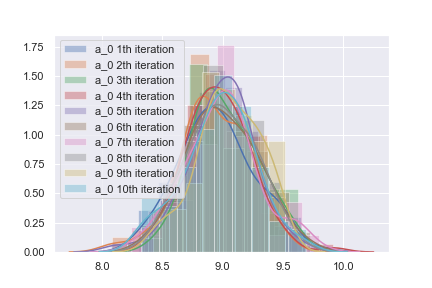 1.75
1.50
1.25
1.00
0.75
0.50
0.25
0.00
a_0 1th iteration
a_0 2th iteration
a_0 3th iteration
a_0 4th iteration
a_0 5th iteration
a_0 6th iteration
a_0 7th iteration
a_0 8th iteration
a_0 9th iteration
a_0 10th iteration
8.0 8.5 9.0 9.5 10.0